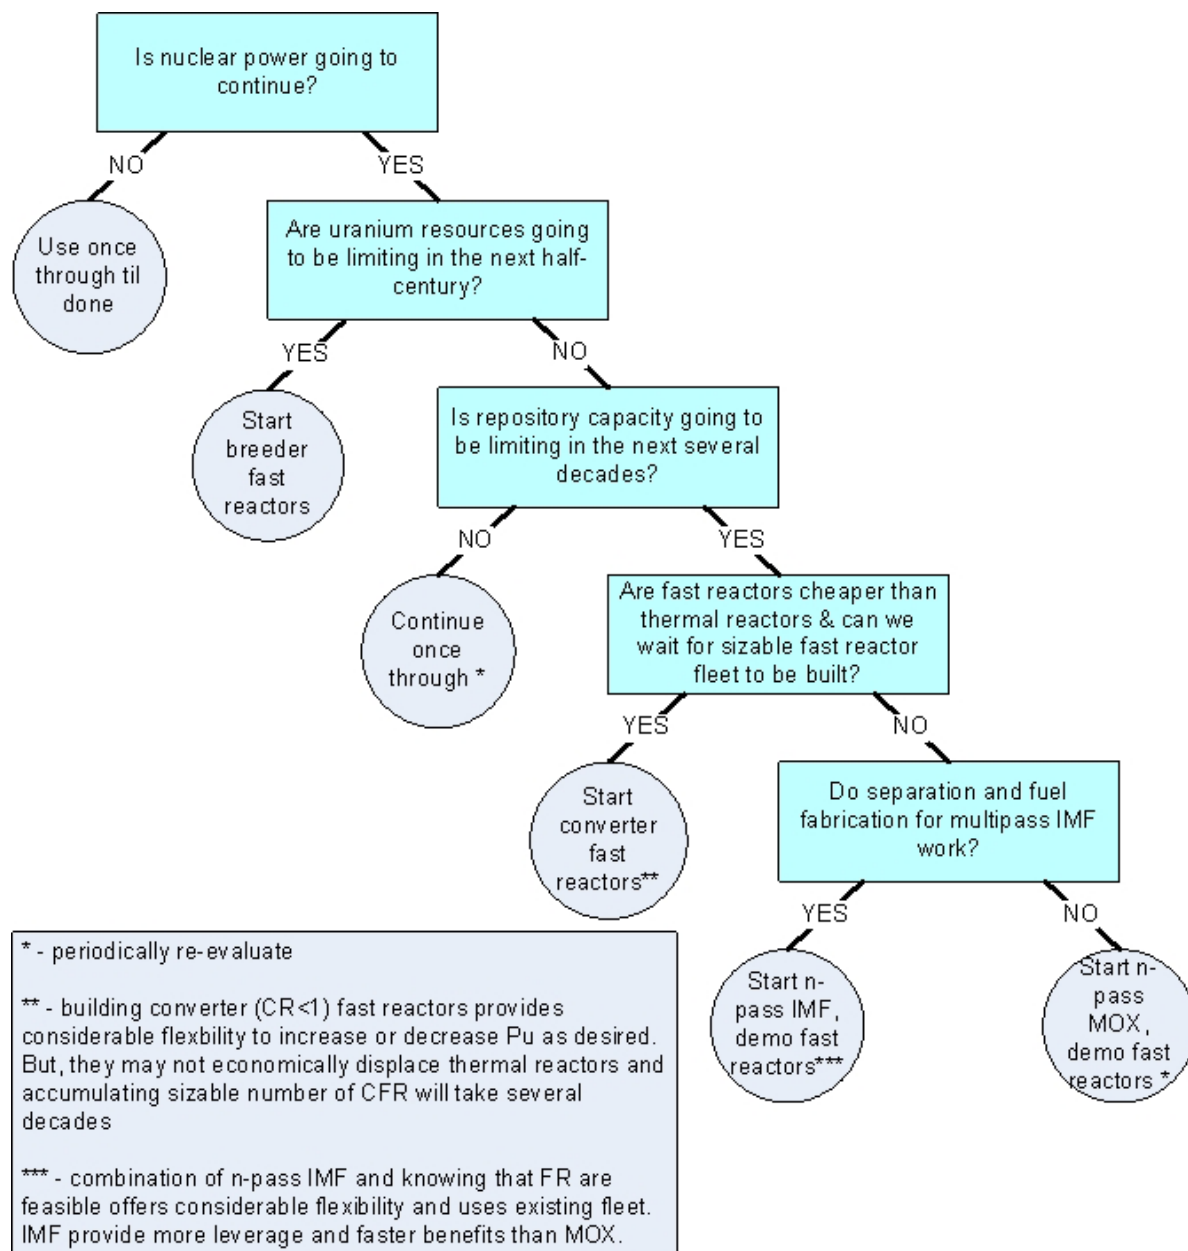 Is nuclear power going to
continue?
NO
YES
Use once
through til
done
Are uranium resources going
to be limiting in the next half-
century?
YES
NO
Start
breeder
fast
reactors
Is repository capacity going to
be limiting in the next several
decades?
NO
YES
Continue
once
through *
Are fast reactors cheaper than
thermal reactors & can we
wait for sizable fast reactor
fleet to be built?
YES
NO
Start
converter
fast
reactors**
Do separation and fuel
fabrication for multipass IMF
work?
YES
NO
Start n-
pass IMF,
demo fast
reactors***
Start n-
pass
MOX,
demo fast
reactors *
* - periodically re-evaluate
** - building converter (CR<1) fast reactors provides
considerable flexbility to increase or decrease Pu as desired.
But, they may not economically displace thermal reactors and
accumulating sizable number of CFR will take several
decades
*** - combination of n-pass IMF and knowing that FR are
feasible offers considerable flexibility and uses existing fleet.
IMF provide more leverage and faster benefits than MOX.